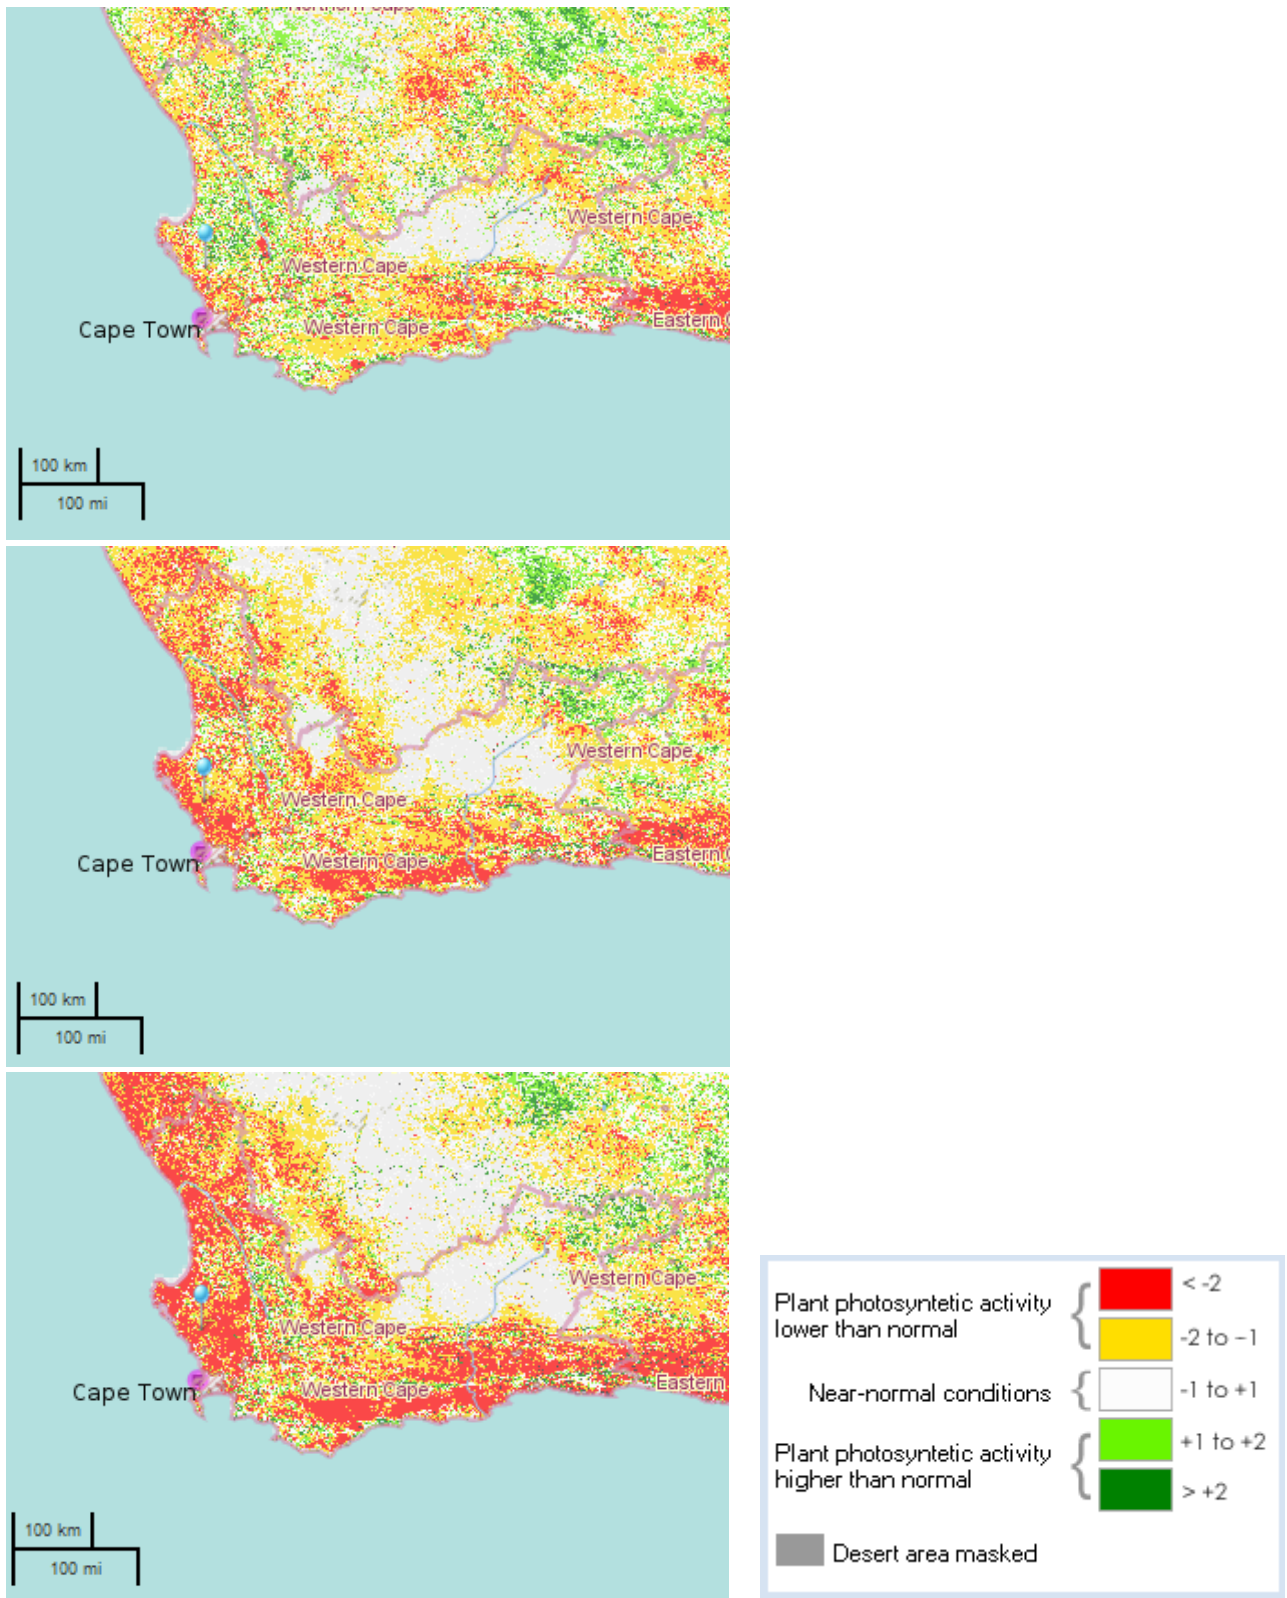 Northern Cape
Western Cape
Western Cape
Western Cape
Eastern
Cape Town
100 km
100 mi
Western Cape
Western Cape
Western Cape
Eastern
Cape Town
100 km
100 mi
Western Cape
Western Cape
Western Cape
Eastern
Cape Town
100 km
100 mi
Plant photosyntetic activity
lower than normal
< -2
-2 to -1
Near-normal conditions
-1 to +1
Plant photosyntetic activity
higher than normal
+1 to +2
> +2
Desert area masked